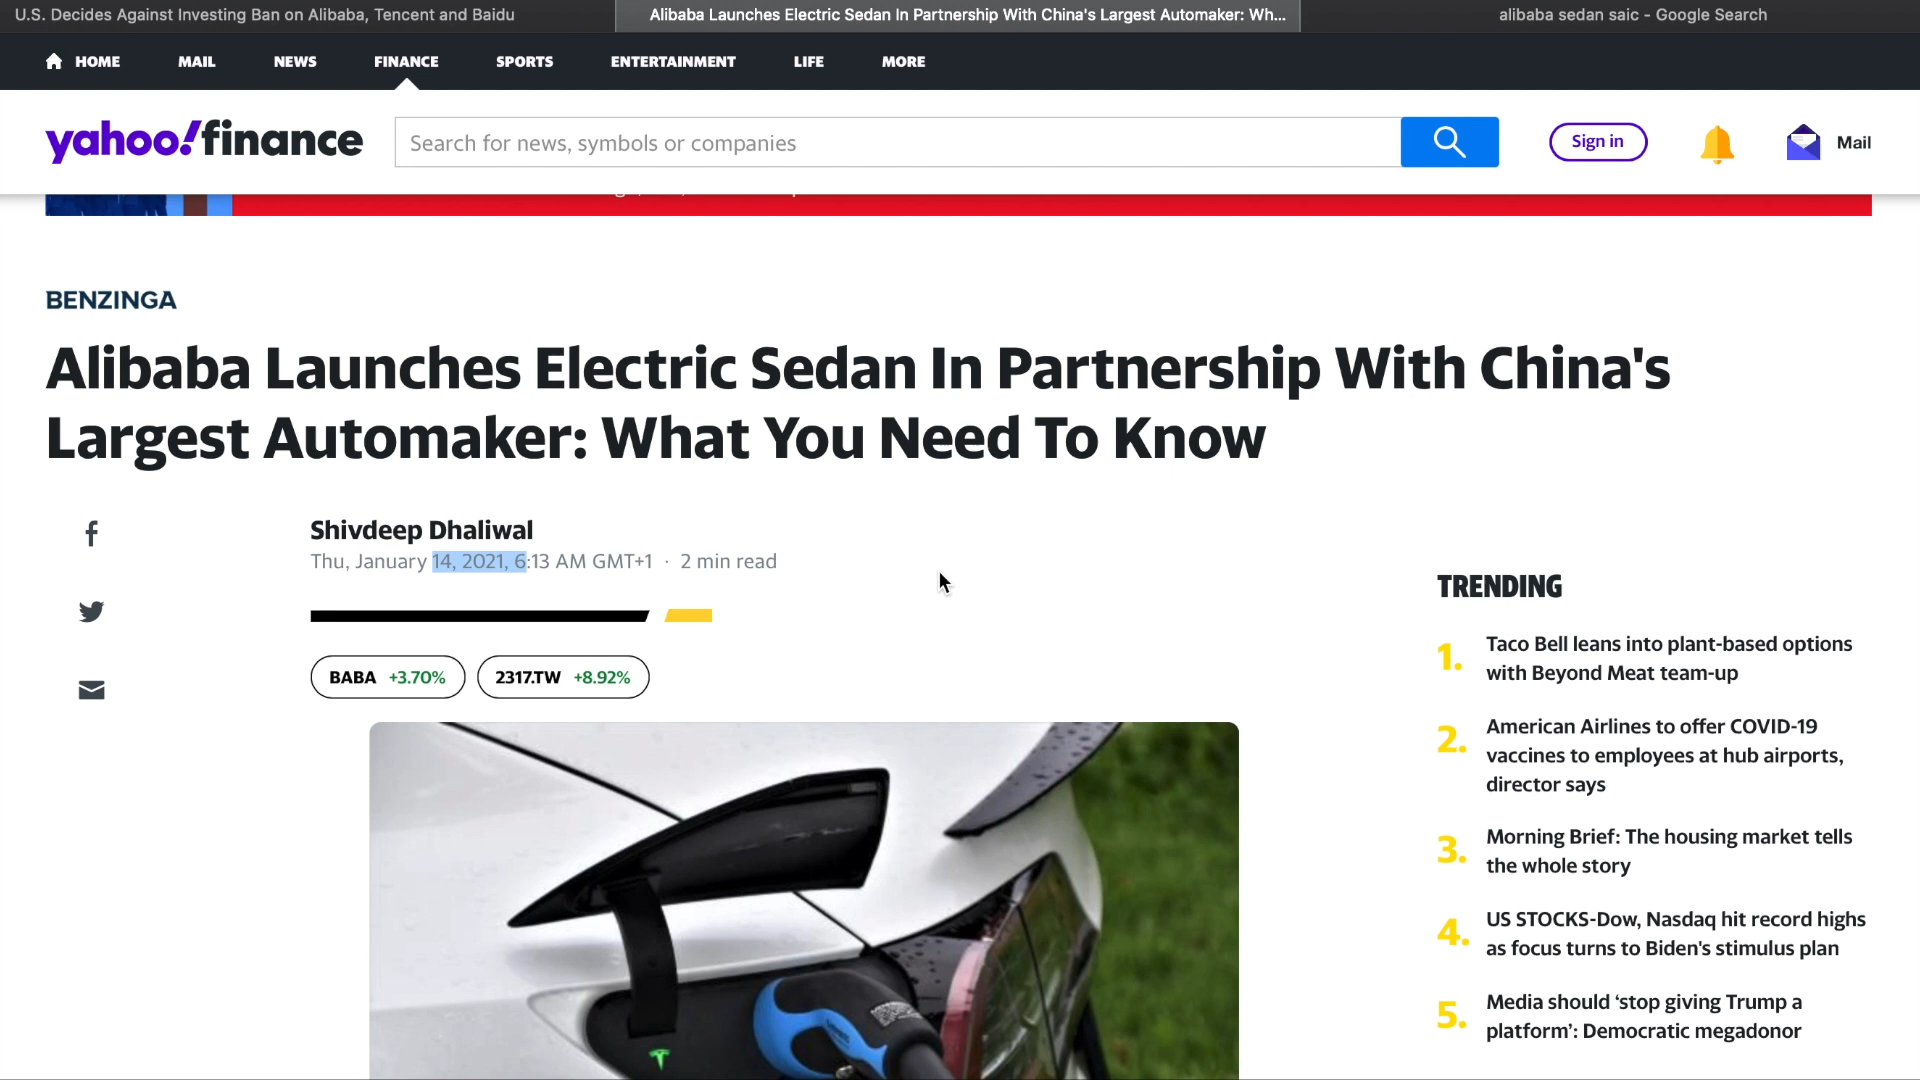 U.S. Decides Against Investing Ban on Alibaba, Tencent and Baidu
Alibaba Launches Electric Sedan In Partnership With China's Largest Automaker: Wh...
alibaba sedan saic - Google Search
HOME MAIL NEWS FINANCE SPORTS ENTERTAINMENT LIFE MORE
yahoo!finance
Search for news, symbols or companies
Sign in
Mail
BENZINGA
Alibaba Launches Electric Sedan In Partnership With China's
Largest Automaker: What You Need To Know
Shivdeep Dhaliwal
Thu, January 14, 2021, 6:13 AM GMT+1 · 2 min read
BABA +3.70% 2317.TW +8.92%
TRENDING
1. Taco Bell leans into plant-based options
with Beyond Meat team-up
2. American Airlines to offer COVID-19
vaccines to employees at hub airports,
director says
3. Morning Brief: The housing market tells
the whole story
4. US STOCKS-Dow, Nasdaq hit record highs
as focus turns to Biden's stimulus plan
5. Media should ‘stop giving Trump a
platform’: Democratic megadonor